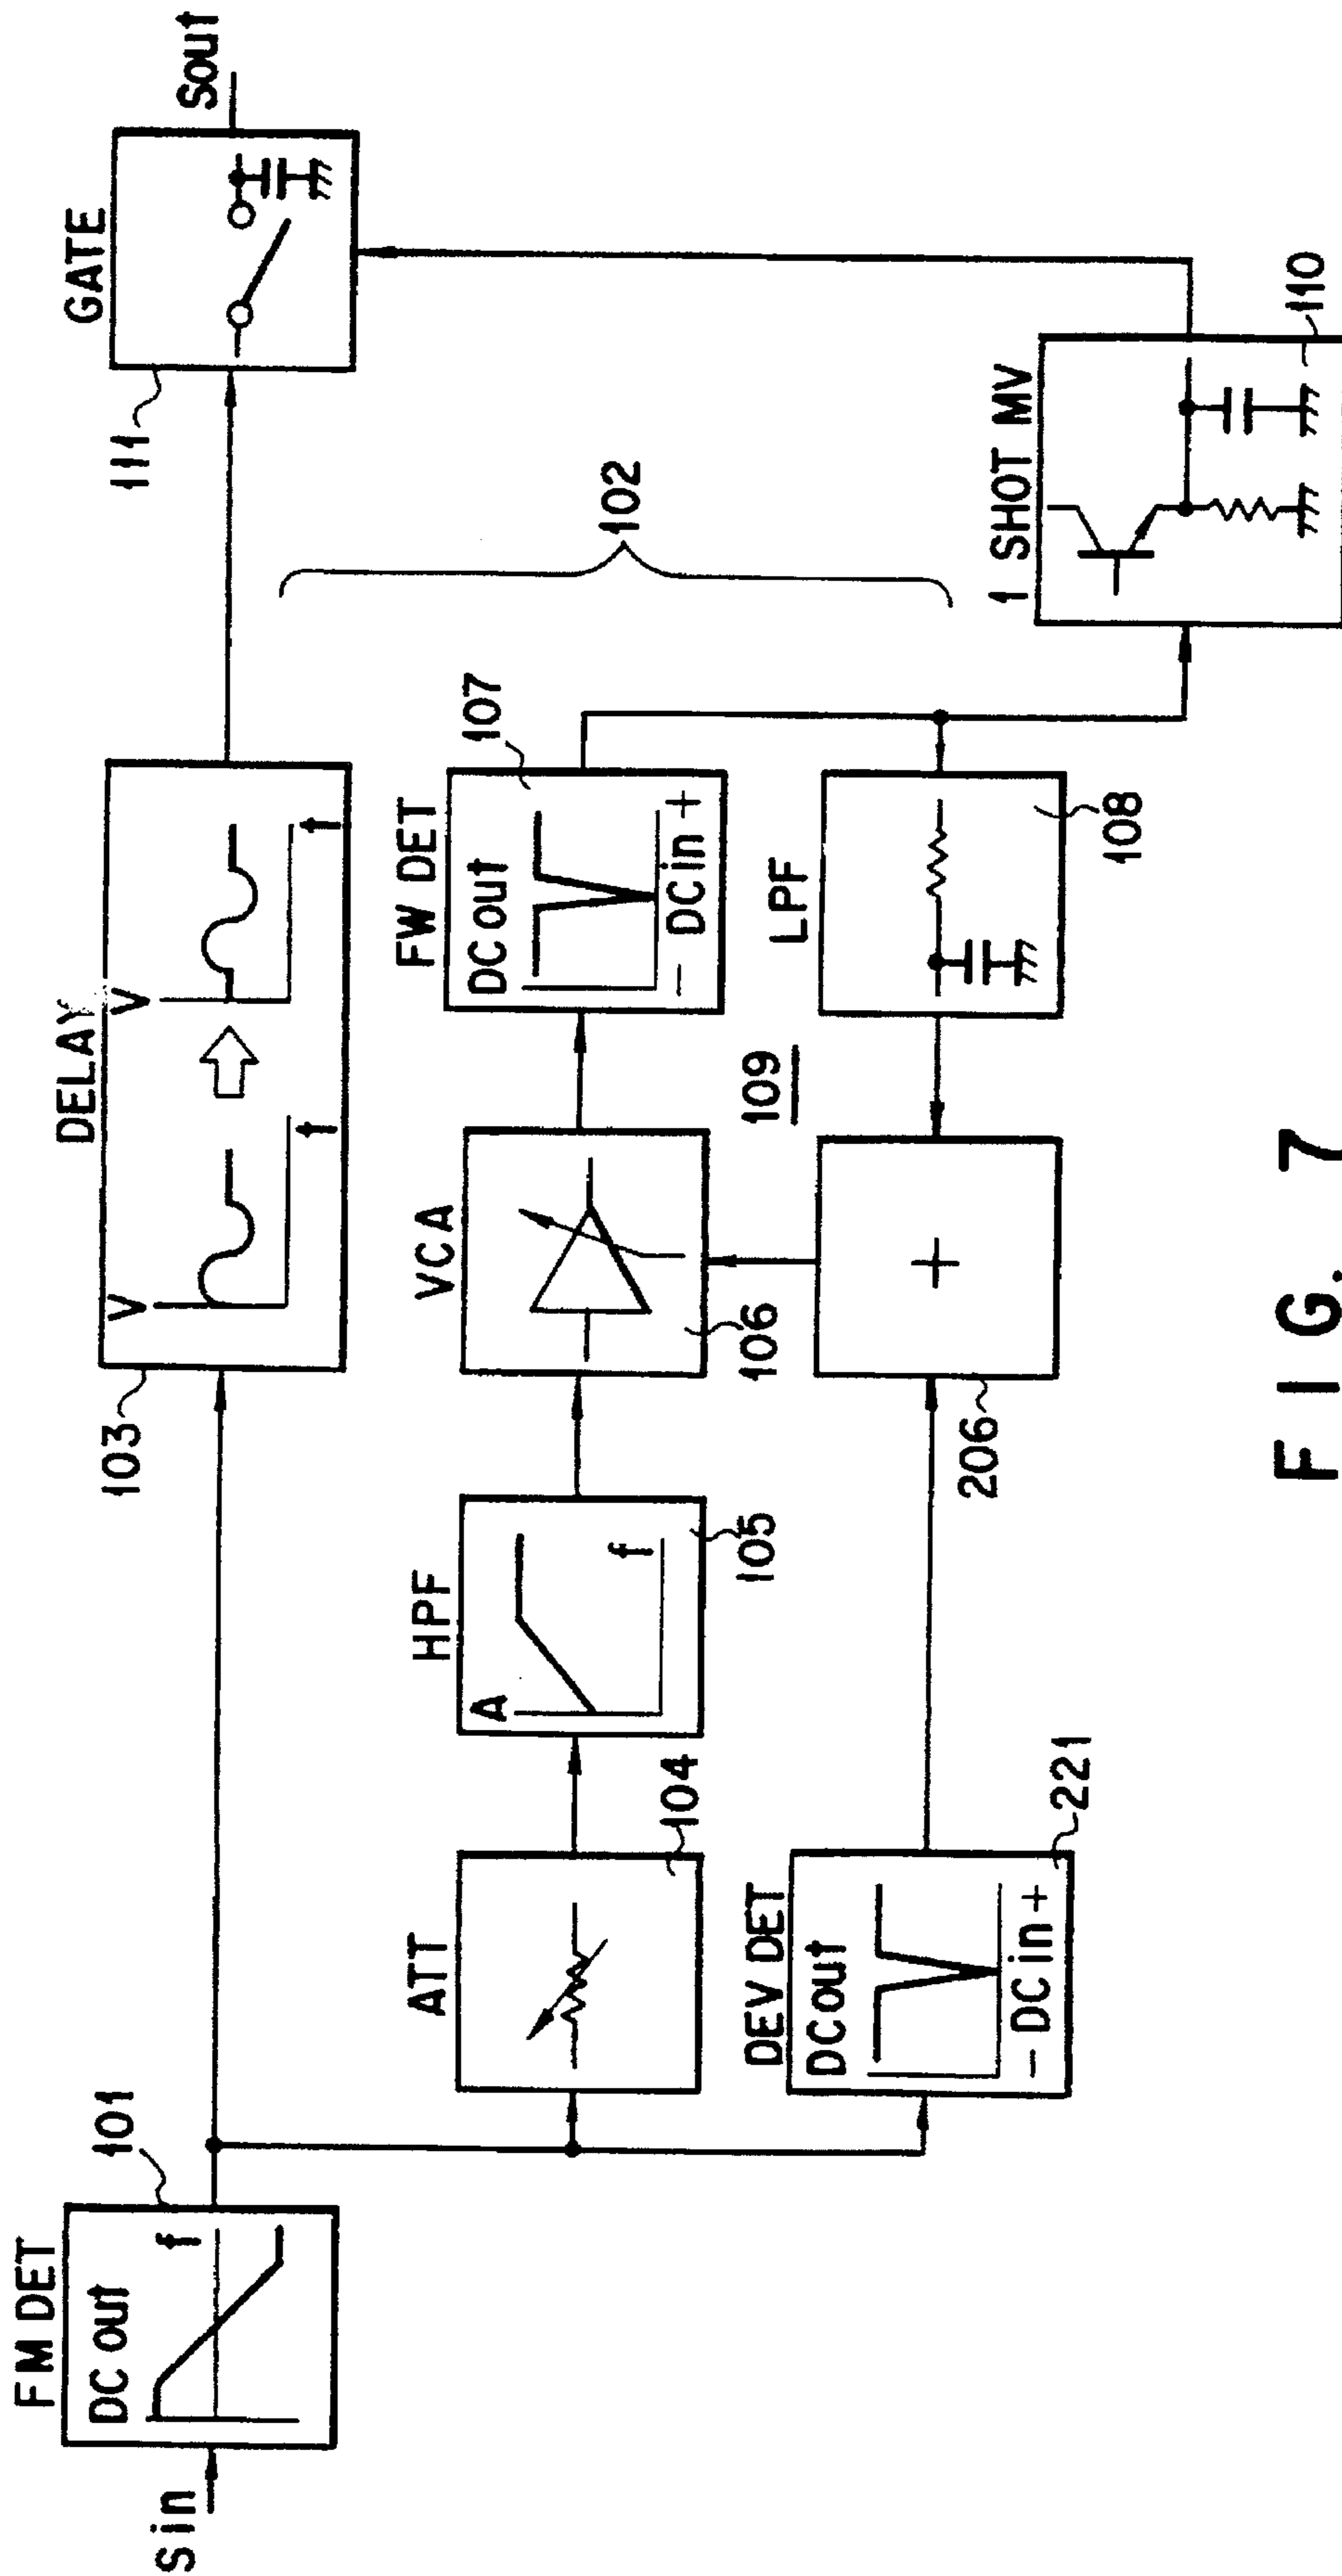 Sin
FM DET
DC out
f
101
DELAY
V
t
V
t
103
GATE
111
Sout
ATT
104
HPF
A
f
105
VCA
106
FW DET
DC out
- DC in +
107
102
109
DEV DET
DC out
- DC in +
221
+
206
LPF
108
1 SHOT MV
110
FIG. 7